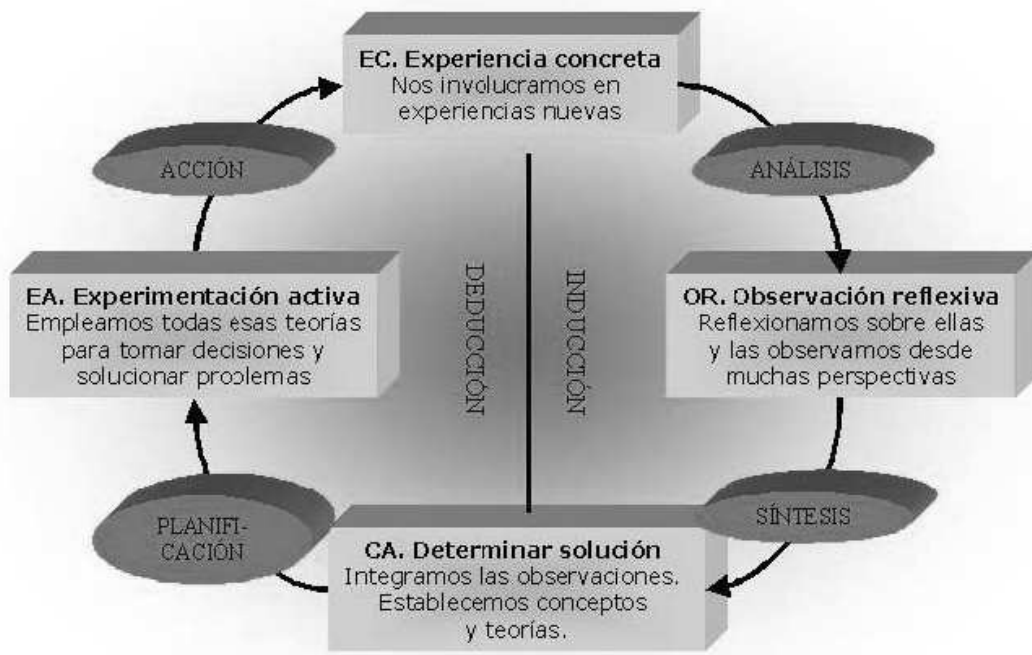 EC. Experiencia concreta
Nos involucramos en
experiencias nuevas
ACCIÓN
ANÁLISIS
EA. Experimentación activa
Empleamos todas esas teorías
para tomar decisiones y
solucionar problemas
DEDUCCIÓN
INDUCCIÓN
OR. Observación reflexiva
Reflexionamos sobre ellas
y las observamos desde
muchas perspectivas
PLANIFI-
CACIÓN
SÍNTESIS
CA. Determinar solución
Integramos las observaciones.
Establecemos conceptos
y teorías.